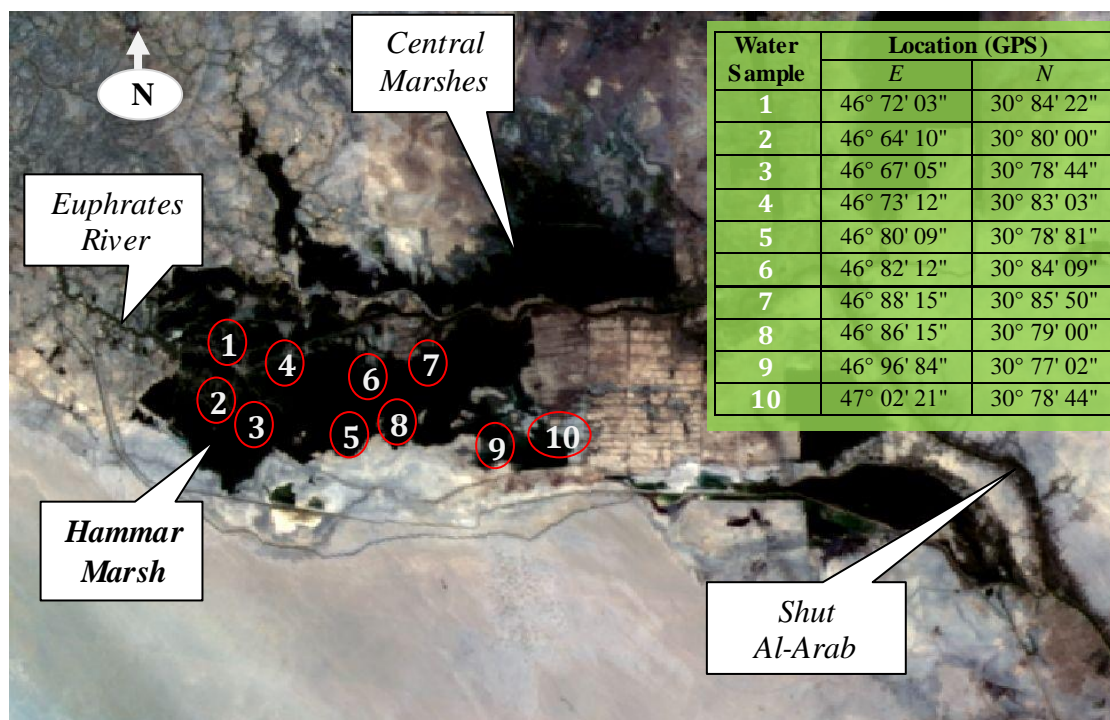 Central
Marshes
N
Euphrates
River
Water Sample Location (GPS)
E N
1 46° 72' 03" 30° 84' 22"
2 46° 64' 10" 30° 80' 00"
3 46° 67' 05" 30° 78' 44"
4 46° 73' 12" 30° 83' 03"
5 46° 80' 09" 30° 78' 81"
6 46° 82' 12" 30° 84' 09"
7 46° 88' 15" 30° 85' 50"
8 46° 86' 15" 30° 79' 00"
9 46° 96' 84" 30° 77' 02"
10 47° 02' 21" 30° 78' 44"
1
4
7
6
2
3
5
8
9
10
Hammar
Marsh
Shut
Al-Arab